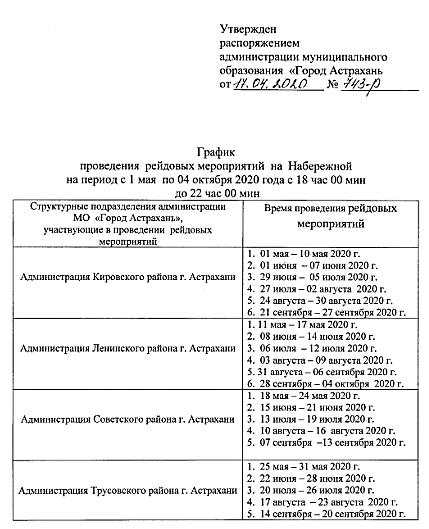 Утвержден
распоряжением
администрации муниципального
образования «Город Астрахань
от 17.04.2020 № 743-р
График
проведения рейдовых мероприятий на Набережной
на период с 1 мая по 04 октября 2020 года с 18 час 00 мин
до 22 час 00 мин
Структурные подразделения администрации
МО «Город Астрахань»,
участвующие в проведении рейдовых
мероприятий
Время проведения рейдовых
мероприятий
Администрация Кировского района г. Астрахани
1. 01 мая – 10 мая 2020 г.
2. 01 июня – 07 июня 2020 г.
3. 29 июня – 05 июля 2020 г.
4. 27 июля – 02 августа 2020 г.
5. 24 августа – 30 августа 2020 г.
6. 21 сентября – 27 сентября 2020 г.
Администрация Ленинского района г. Астрахани
1. 11 мая – 17 мая 2020 г.
2. 08 июня – 14 июня 2020 г.
3. 06 июля – 12 июля 2020 г.
4. 03 августа – 09 августа 2020 г.
5. 31 августа – 06 сентября 2020 г.
6. 28 сентября – 04 октября 2020 г.
Администрация Советского района г. Астрахани
1. 18 мая – 24 мая 2020 г.
2. 15 июня – 21 июня 2020 г.
3. 13 июля – 19 июля 2020 г.
4. 10 августа – 16 августа 2020 г.
5. 07 сентября –13 сентября 2020 г.
Администрация Трусовского района г. Астрахани
1. 25 мая – 31 мая 2020 г.
2. 22 июня – 28 июня 2020 г.
3. 20 июля – 26 июля 2020 г.
4. 17 августа – 23 августа 2020 г.
5. 14 сентября – 20 сентября 2020 г.